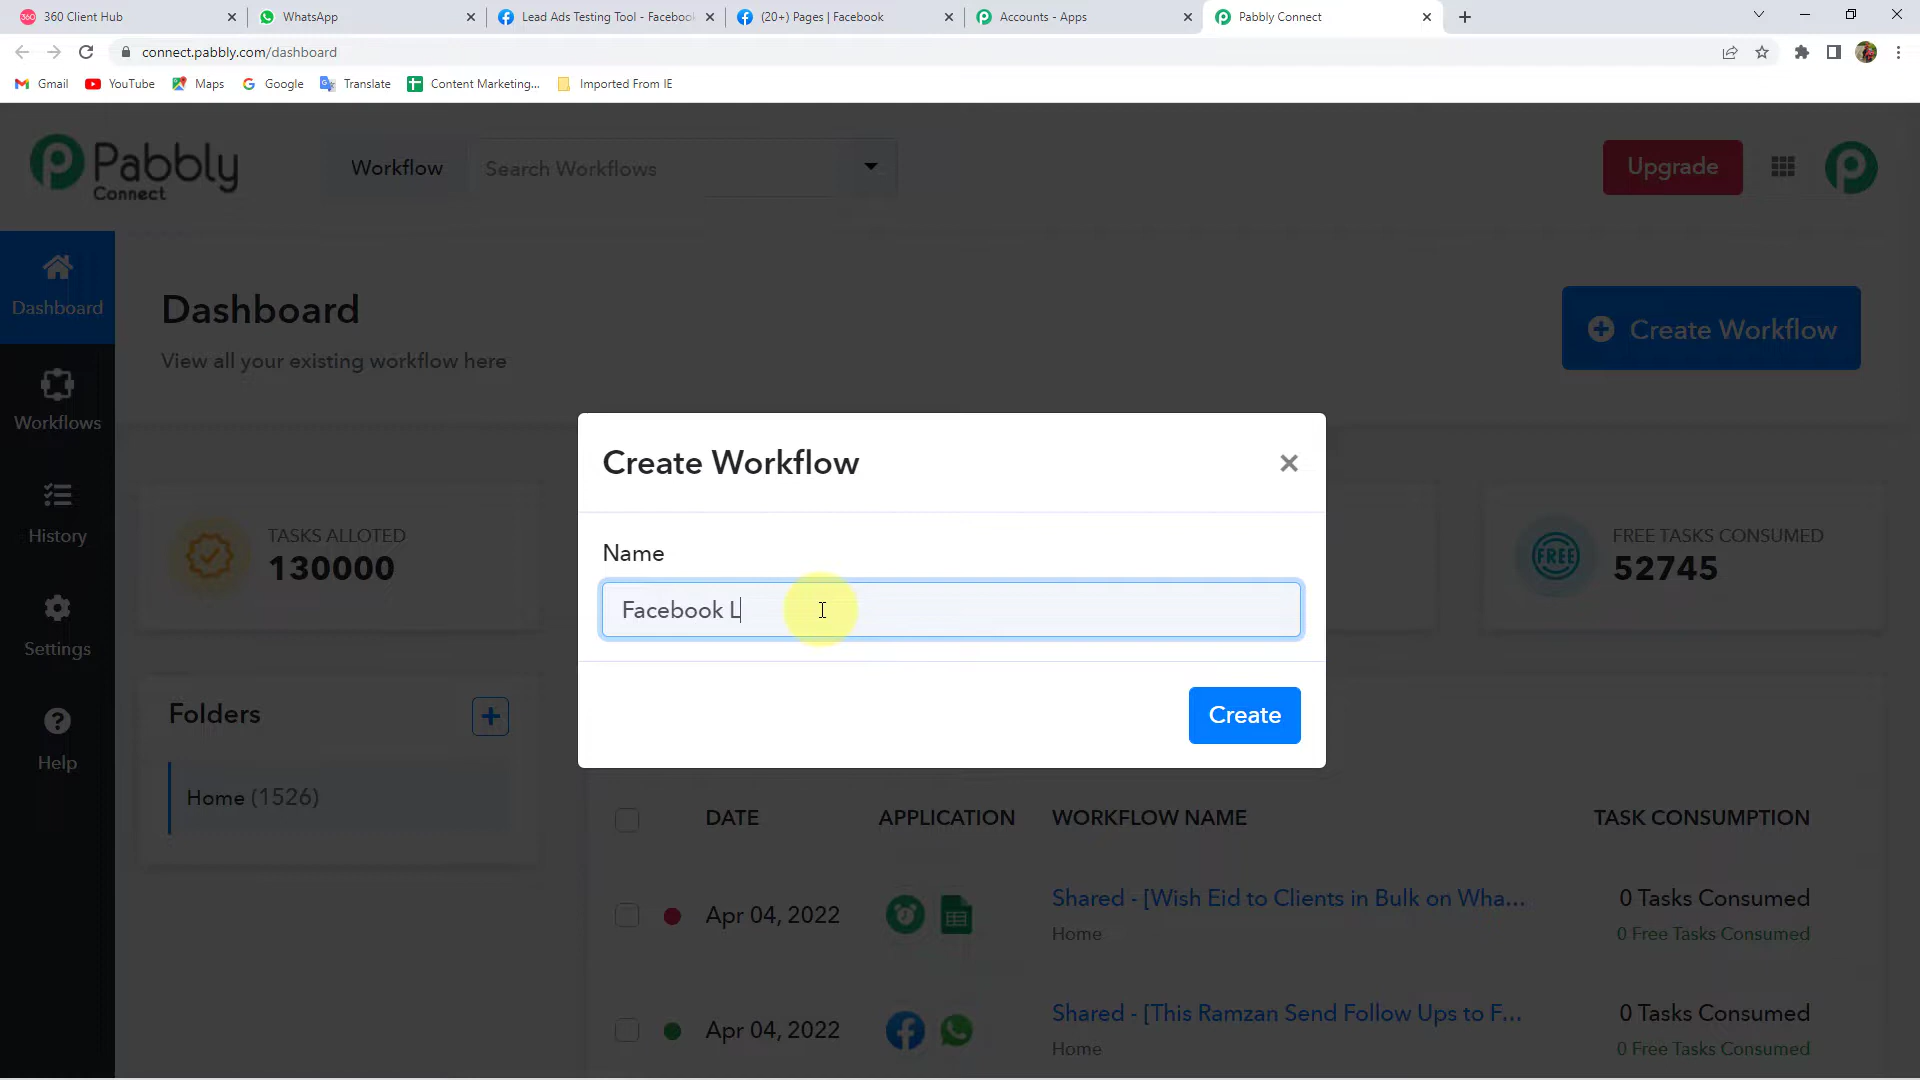 360 Client Hub
WhatsApp
Lead Ads Testing Tool - Facebook
(20+) Pages | Facebook
Accounts - Apps
Pabbly Connect
connect.pabbly.com/dashboard
Gmail
YouTube
Maps
Google
Translate
Content Marketing...
Imported From IE
Pabbly
Connect
Workflow
Search Workflows
Upgrade
Dashboard
Workflows
History
Settings
Help
Dashboard
View all your existing workflow here
Create Workflow
TASKS ALLOTED
130000
FREE TASKS CONSUMED
FREE
52745
Create Workflow
Name
Facebook L
Create
Folders
Home (1526)
DATE
APPLICATION
WORKFLOW NAME
TASK CONSUMPTION
Apr 04, 2022
Shared - [Wish Eid to Clients in Bulk on Wha...
Home
0 Tasks Consumed
0 Free Tasks Consumed
Apr 04, 2022
Shared - [This Ramzan Send Follow Ups to F...
Home
0 Tasks Consumed
0 Free Tasks Consumed